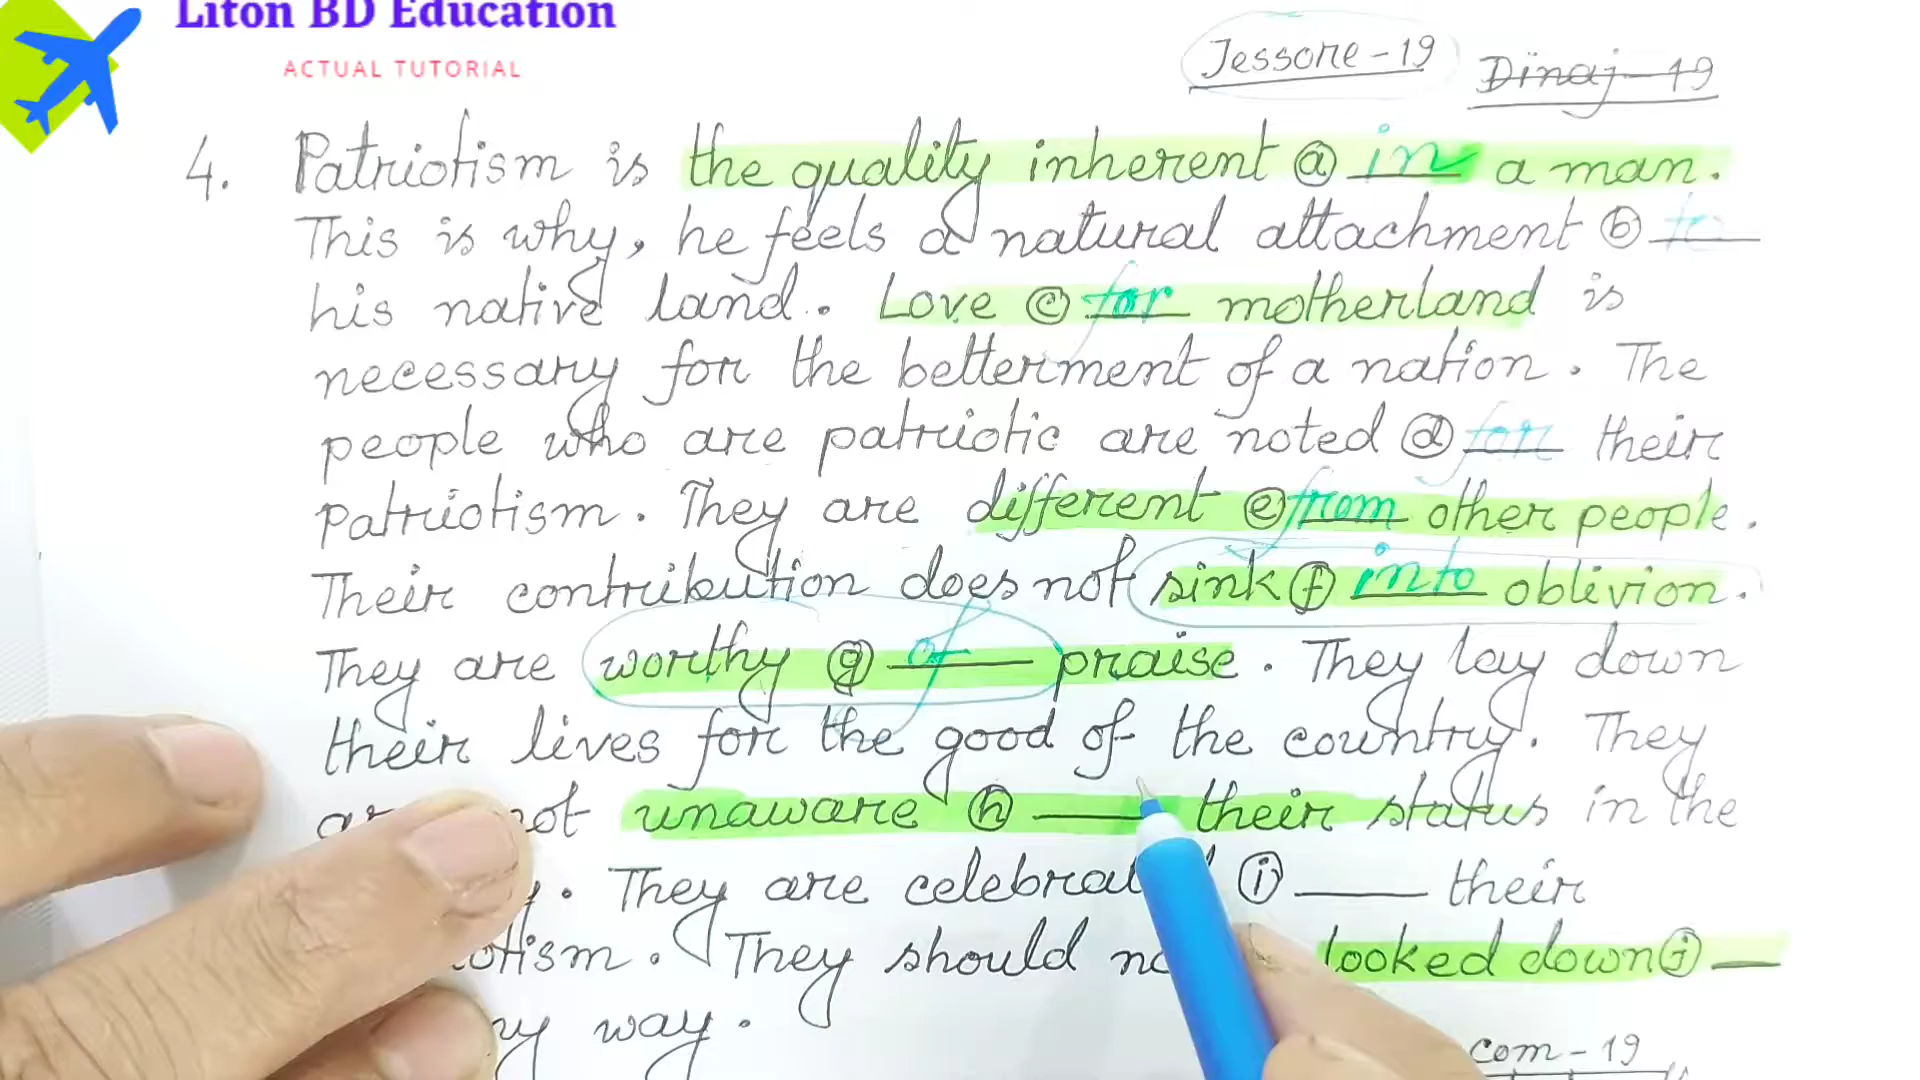 Liton BD Education
ACTUAL TUTORIAL
Jessore-19 Dinaj-19
4. Patriotism is the quality inherent (a) in a man.
This is why, he feels a natural attachment (b) to
his native land. Love (c) for motherland is
necessary for the betterment of a nation. The
people who are patriotic are noted (d) for their
patriotism. They are different (e) from other people.
Their contribution does not sink (f) into oblivion.
They are worthy (g) of praise. They lay down
their lives for the good of the country. They
not unaware (h) ___ their status in the
They are celebrat (i) ___ their
otism. They should looked down (j) ___
way.
com-19